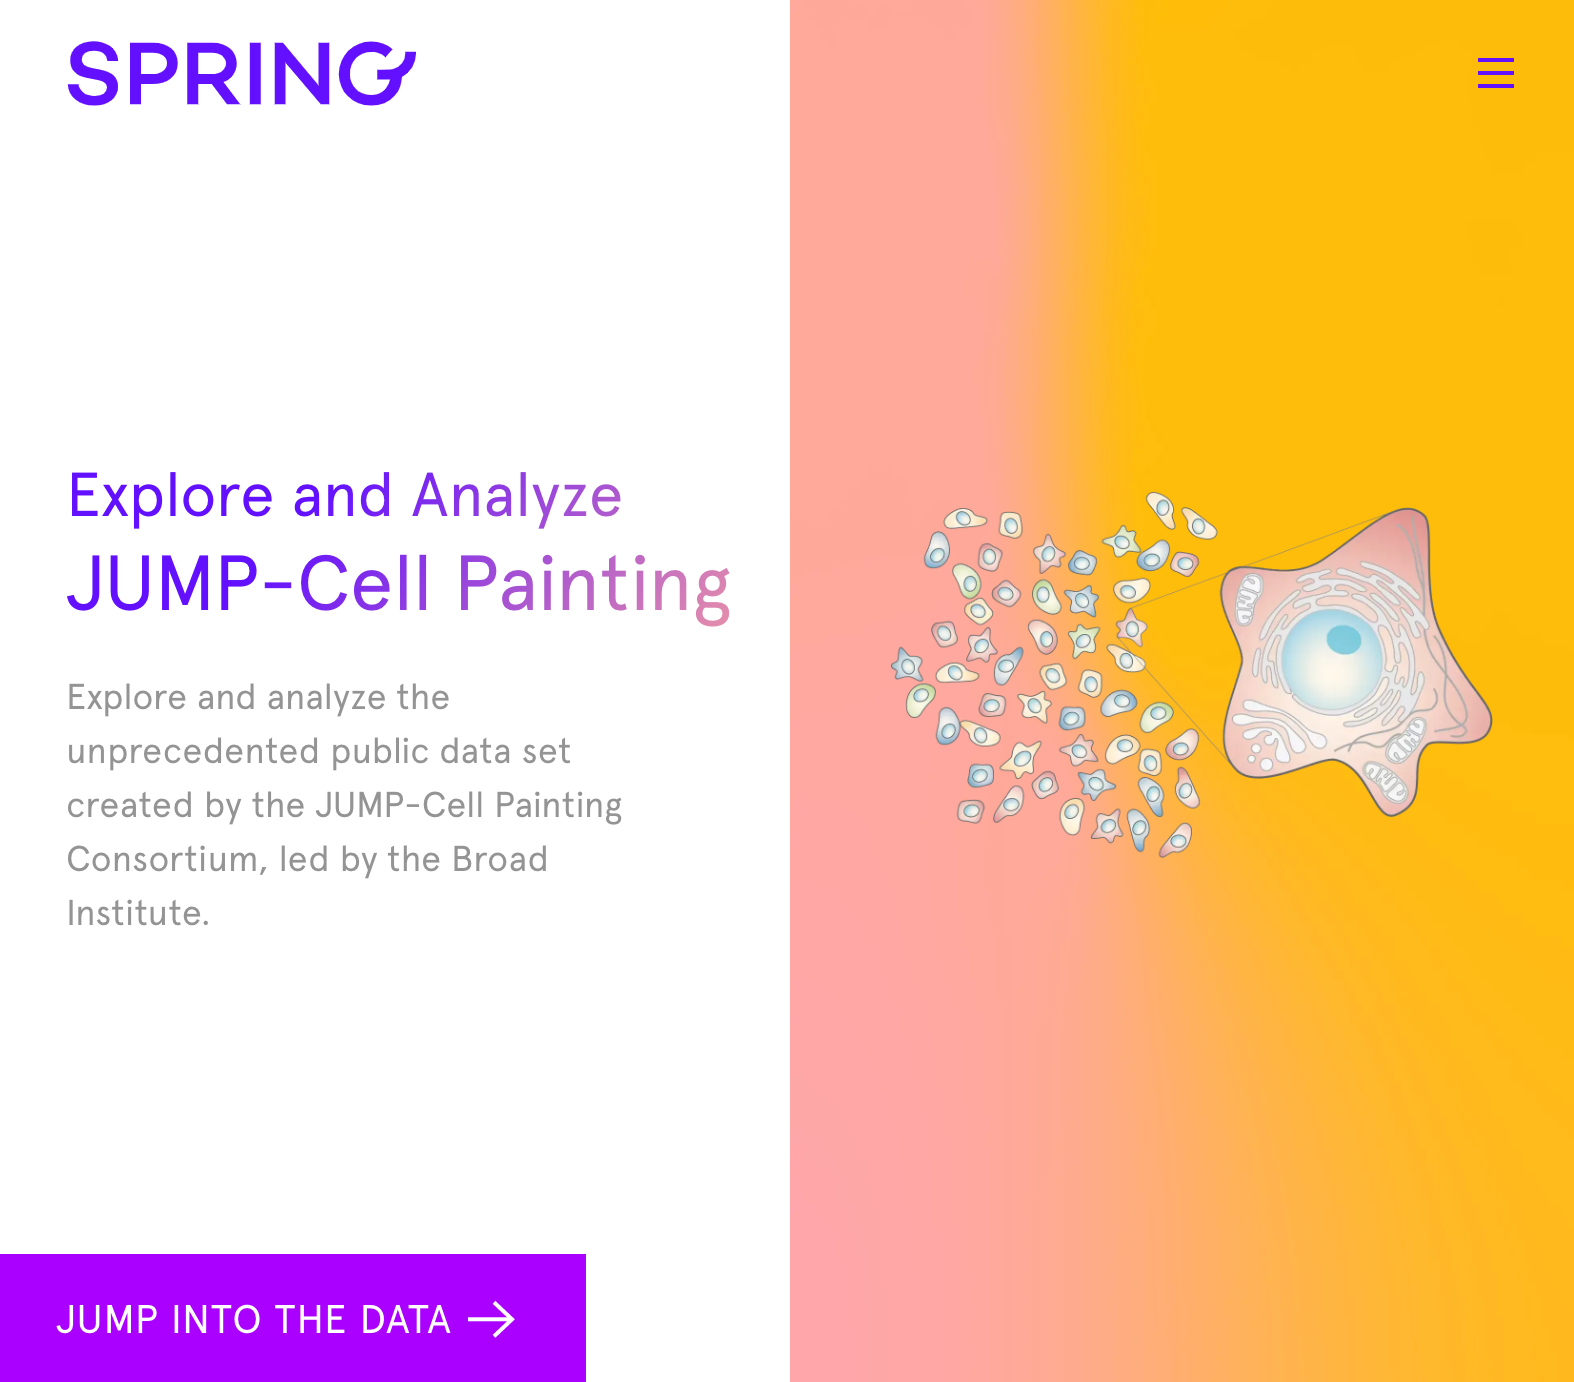 SPRING
Explore and Analyze
JUMP-Cell Painting
Explore and analyze the
unprecedented public data set
created by the JUMP-Cell Painting
Consortium, led by the Broad
Institute.
JUMP INTO THE DATA